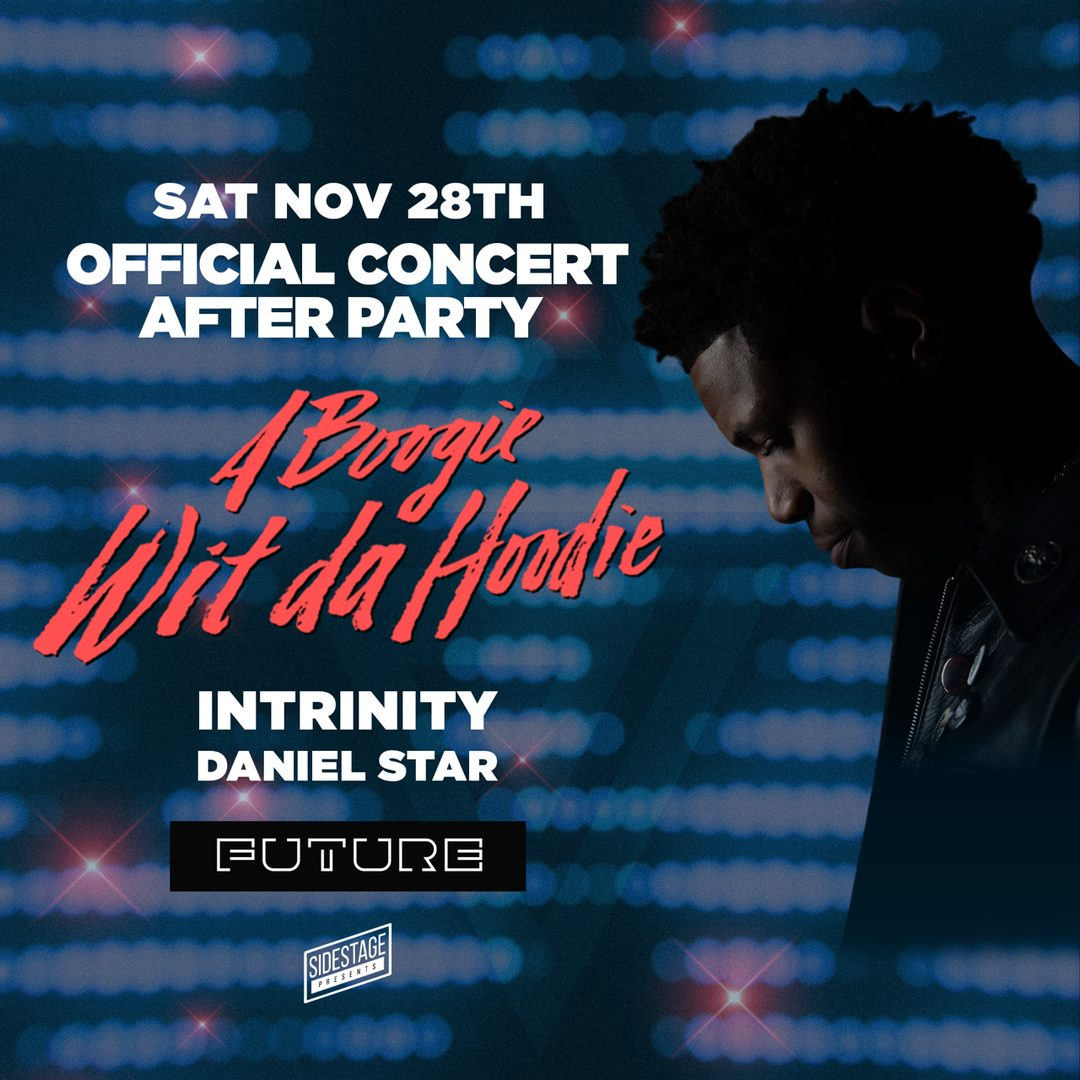 SAT NOV 28TH
OFFICIAL CONCERT
AFTER PARTY
A Boogie
Wit da Hoodie
INTRINITY
DANIEL STAR
FUTURE
SIDESTAGE
PRESENTS